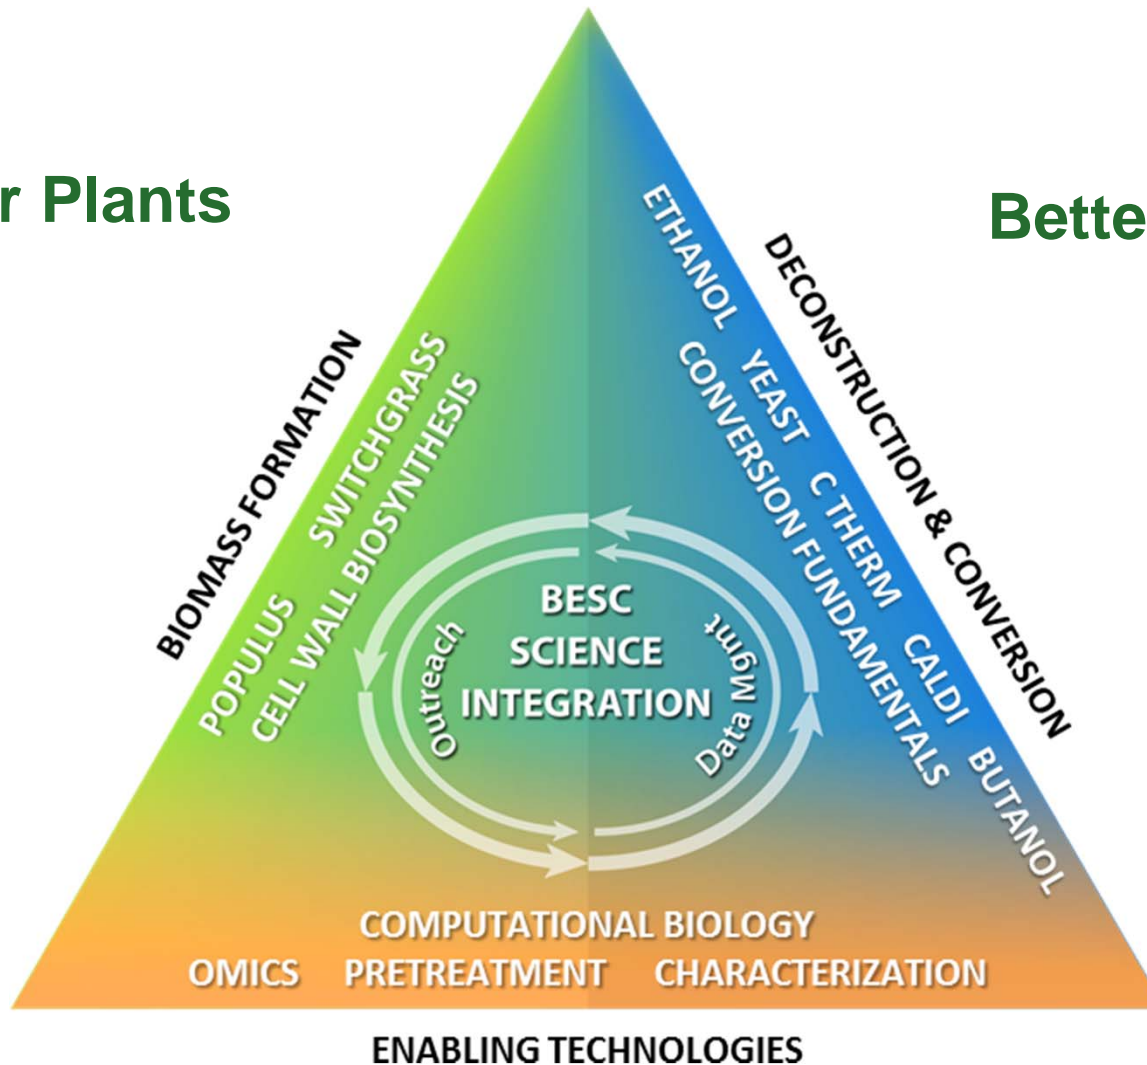 r Plants
Bette
BIOMASS FORMATION
POPULUS SWITCHGRASS
CELL WALL BIOSYNTHESIS
DECONSTRUCTION & CONVERSION
ETHANOL YEAST C THERM CALDI BUTANOL
CONVERSION FUNDAMENTALS
BESC
SCIENCE
INTEGRATION
Outreach
Data Mgmt
COMPUTATIONAL BIOLOGY
OMICS PRETREATMENT CHARACTERIZATION
ENABLING TECHNOLOGIES